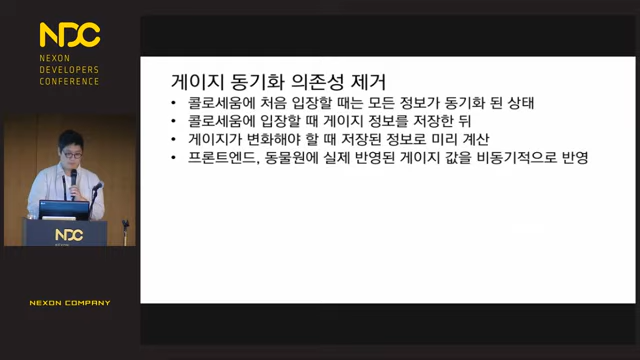 NDC
NEXON
DEVELOPERS
CONFERENCE
게이지 동기화 의존성 제거
• 콜로세움에 처음 입장할 때는 모든 정보가 동기화 된 상태
• 콜로세움에 입장할 때 게이지 정보를 저장한 뒤
• 게이지가 변화해야 할 때 저장된 정보로 미리 계산
• 프론트엔드, 동물원에 실제 반영된 게이지 값을 비동기적으로 반영
NDC
NEXON COMPANY